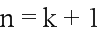 n = k + 1